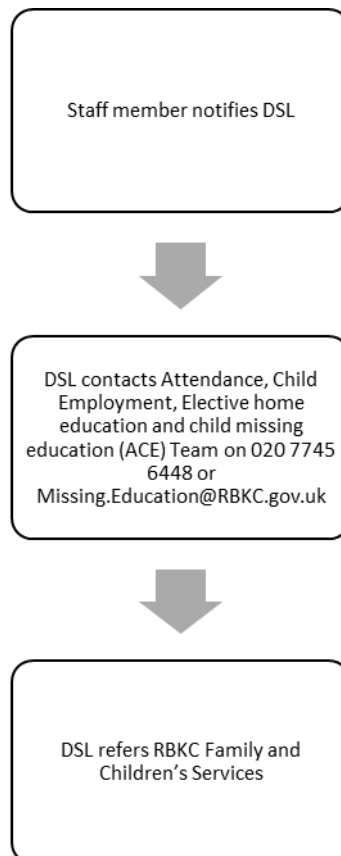 Staff member notifies DSL
DSL contacts Attendance, Child
Employment, Elective home
education and child missing
education (ACE) Team on 020 7745
6448 or
Missing.Education@RBKC.gov.uk
DSL refers RBKC Family and
Children's Services